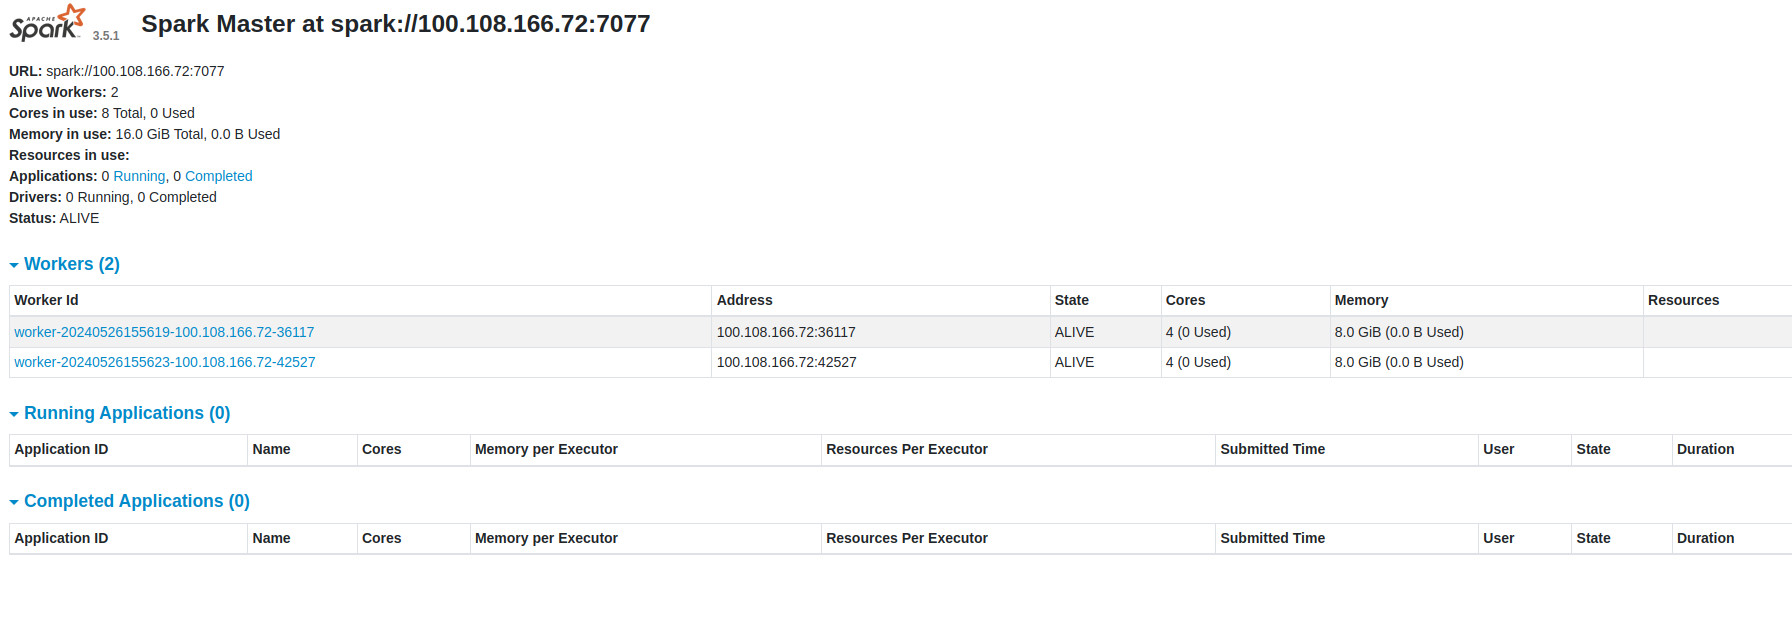 APACHE
Spark 3.5.1 Spark Master at spark://100.108.166.72:7077
URL: spark://100.108.166.72:7077
Alive Workers: 2
Cores in use: 8 Total, 0 Used
Memory in use: 16.0 GiB Total, 0.0 B Used
Resources in use:
Applications: 0 Running, 0 Completed
Drivers: 0 Running, 0 Completed
Status: ALIVE
Workers (2)
Worker Id Address State Cores Memory Resources
worker-20240526155619-100.108.166.72-36117 100.108.166.72:36117 ALIVE 4 (0 Used) 8.0 GiB (0.0 B Used)
worker-20240526155623-100.108.166.72-42527 100.108.166.72:42527 ALIVE 4 (0 Used) 8.0 GiB (0.0 B Used)
Running Applications (0)
Application ID Name Cores Memory per Executor Resources Per Executor Submitted Time User State Duration
Completed Applications (0)
Application ID Name Cores Memory per Executor Resources Per Executor Submitted Time User State Duration